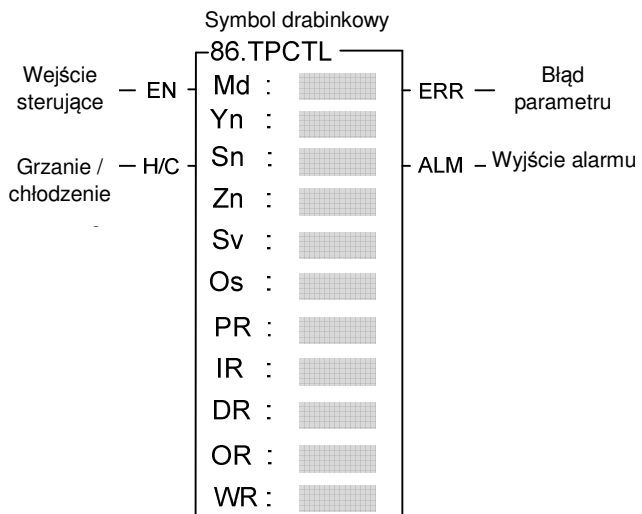 Symbol drabinkowy
86.TPCTL
Wejście
sterujące
EN
Md :
ERR
Błąd
parametru
Yn :
Grzanie /
chłodzenie
H/C
Sn :
ALM
Wyjście alarmu
Zn :
Sv :
Os :
PR :
IR :
DR :
OR :
WR :